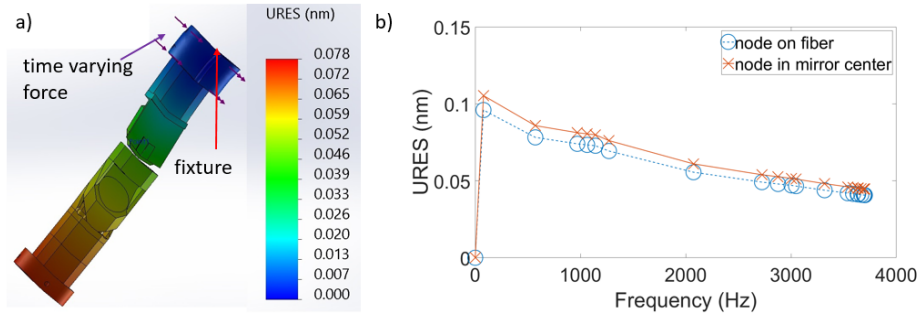 a)
URES (nm)
time varying
force
fixture
0.078
0.072
0.065
0.059
0.052
0.046
0.039
0.033
0.026
0.020
0.013
0.007
0.000
b)
0.15
0.1
0.05
0
URES (nm)
node on fiber
node in mirror center
0 1000 2000 3000 4000
Frequency (Hz)